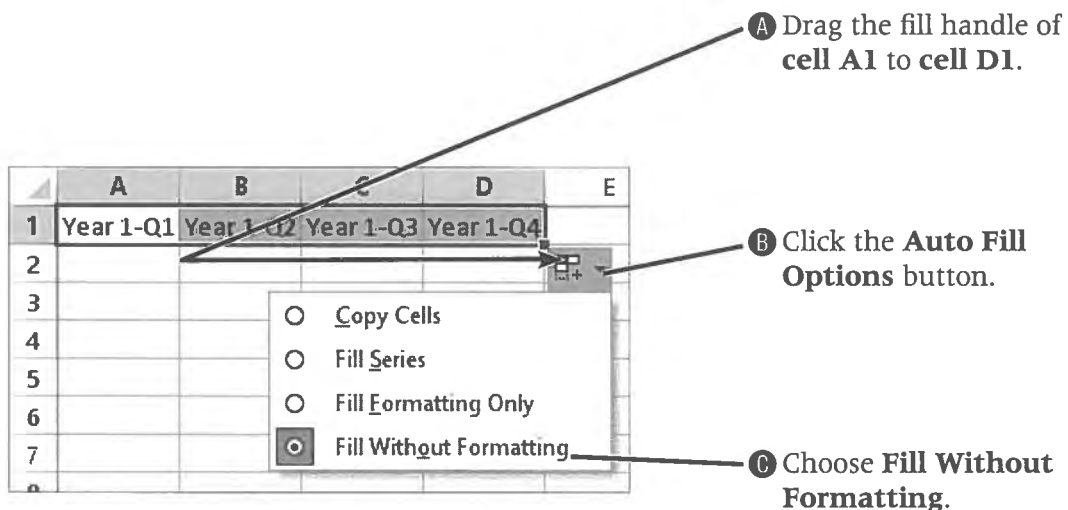 Ⓐ Drag the fill handle of
cell A1 to cell D1.
A B C D E
1 Year 1-Q1 Year 1-Q2 Year 1-Q3 Year 1-Q4
2
Ⓑ Click the Auto Fill
Options button.
3
Copy Cells
4
Fill Series
5
Fill Formatting Only
6
Fill Without Formatting
7
Ⓒ Choose Fill Without
Formatting.